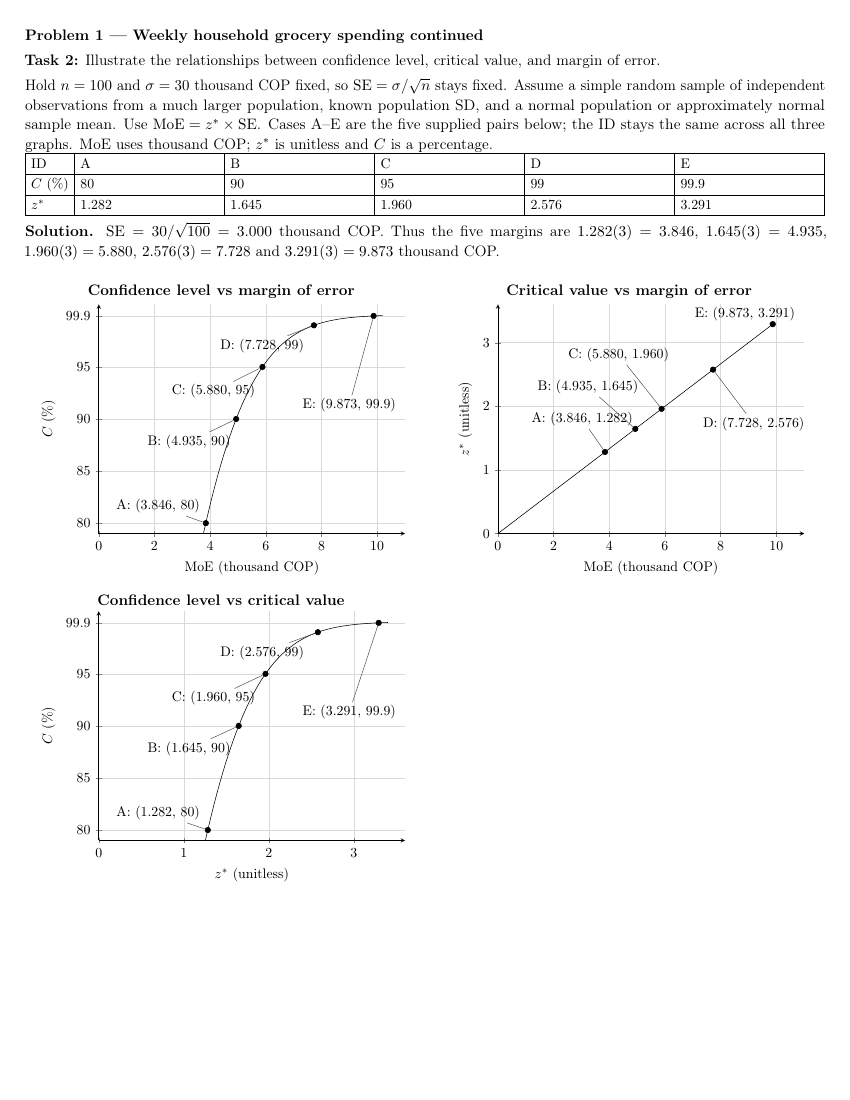 Problem 1 — Weekly household grocery spending continued
Task 2: Illustrate the relationships between confidence level, critical value, and margin of error.
Hold n = 100 and σ = 30 thousand COP fixed, so SE = σ/√n stays fixed. Assume a simple random sample of independent
observations from a much larger population, known population SD, and a normal population or approximately normal
sample mean. Use MoE = z* × SE. Cases A–E are the five supplied pairs below; the ID stays the same across all three
graphs. MoE uses thousand COP; z* is unitless and C is a percentage.
ID A B C D E
C (%) 80 90 95 99 99.9
z* 1.282 1.645 1.960 2.576 3.291
Solution. SE = 30/√100 = 3.000 thousand COP. Thus the five margins are 1.282(3) = 3.846, 1.645(3) = 4.935,
1.960(3) = 5.880, 2.576(3) = 7.728 and 3.291(3) = 9.873 thousand COP.
Confidence level vs margin of error
99.9
95
90
85
80
C (%)
D: (7.728, 99)
C: (5.880, 95)
E: (9.873, 99.9)
B: (4.935, 90)
A: (3.846, 80)
0 2 4 6 8 10
MoE (thousand COP)
Critical value vs margin of error
3
2
1
0
z* (unitless)
E: (9.873, 3.291)
C: (5.880, 1.960)
B: (4.935, 1.645)
A: (3.846, 1.282)
D: (7.728, 2.576)
0 2 4 6 8 10
MoE (thousand COP)
Confidence level vs critical value
99.9
95
90
85
80
C (%)
D: (2.576, 99)
C: (1.960, 95)
E: (3.291, 99.9)
B: (1.645, 90)
A: (1.282, 80)
0 1 2 3
z* (unitless)